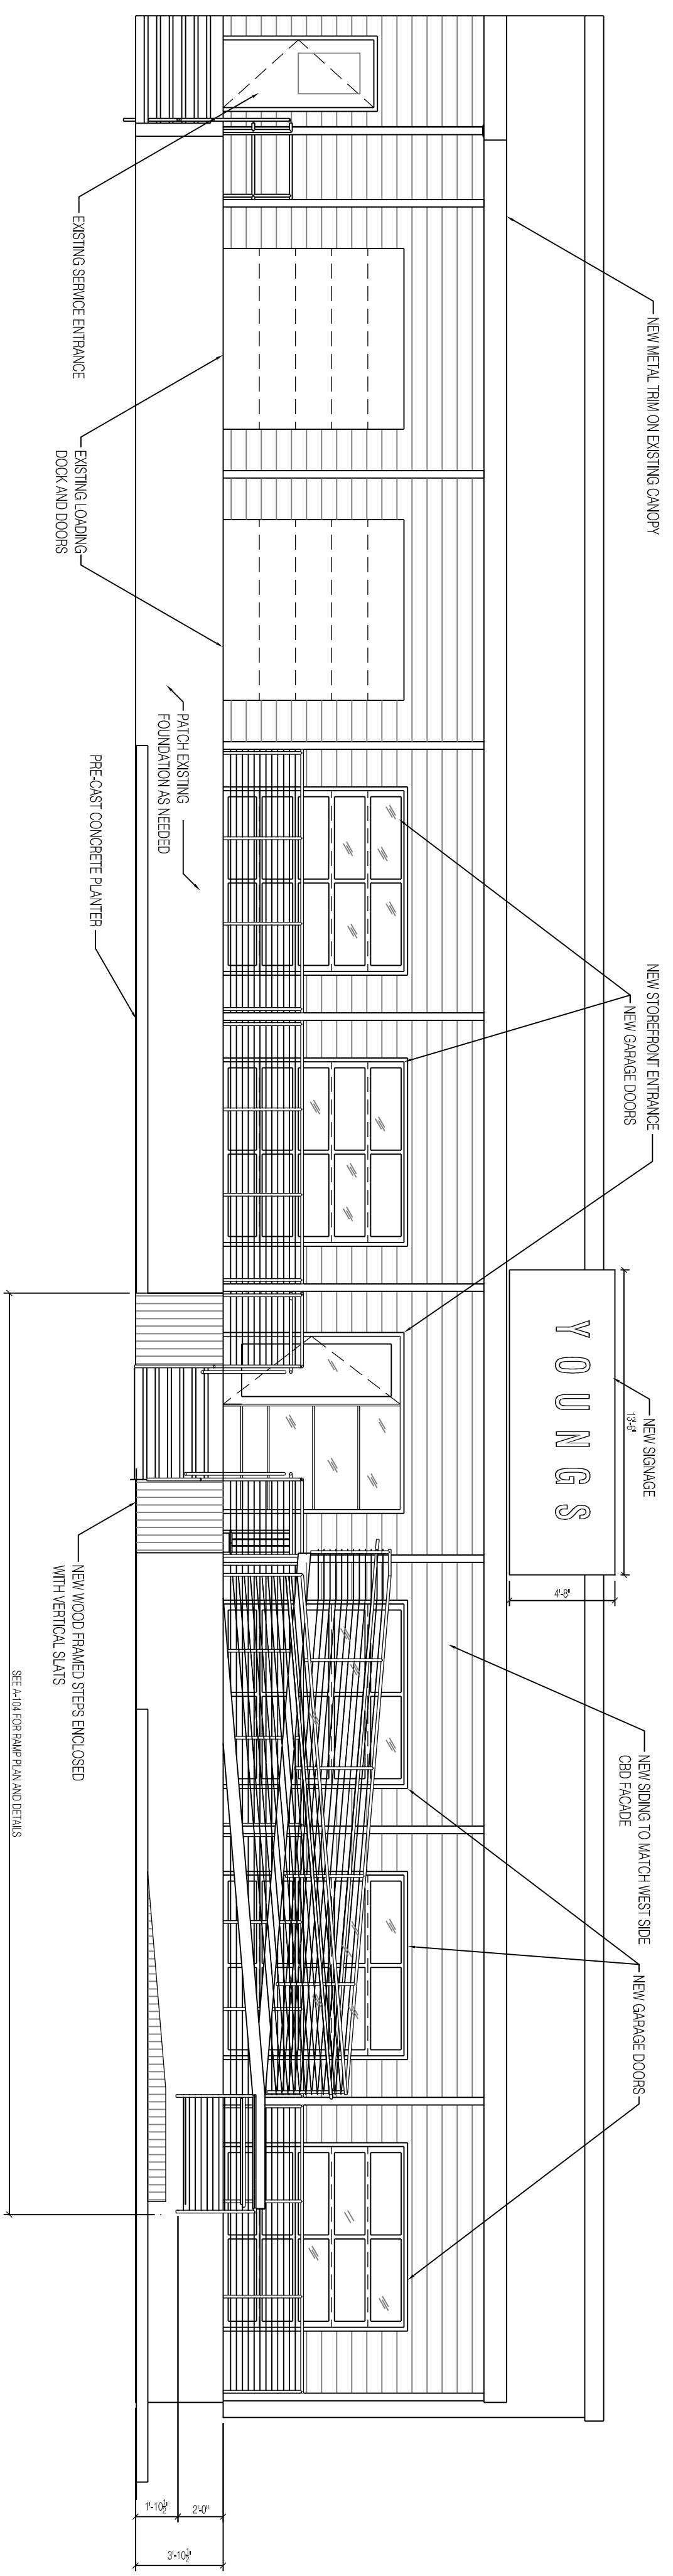 NEW METAL TRIM ON EXISTING CANOPY
NEW STOREFRONT ENTRANCE
NEW GARAGE DOORS
NEW SIGNAGE
13'-6"
YOUNGS
4'-8"
NEW SIDING TO MATCH WEST SIDE
CBD FACADE
NEW GARAGE DOORS
EXISTING SERVICE ENTRANCE
EXISTING LOADING
DOCK AND DOORS
PATCH EXISTING
FOUNDATION AS NEEDED
PRE-CAST CONCRETE PLANTER
NEW WOOD FRAMED STEPS ENCLOSED
WITH VERTICAL SLATS
SEE A-104 FOR RAMP PLAN AND DETAILS
2'-0"
1'-10½"
3'-10½"